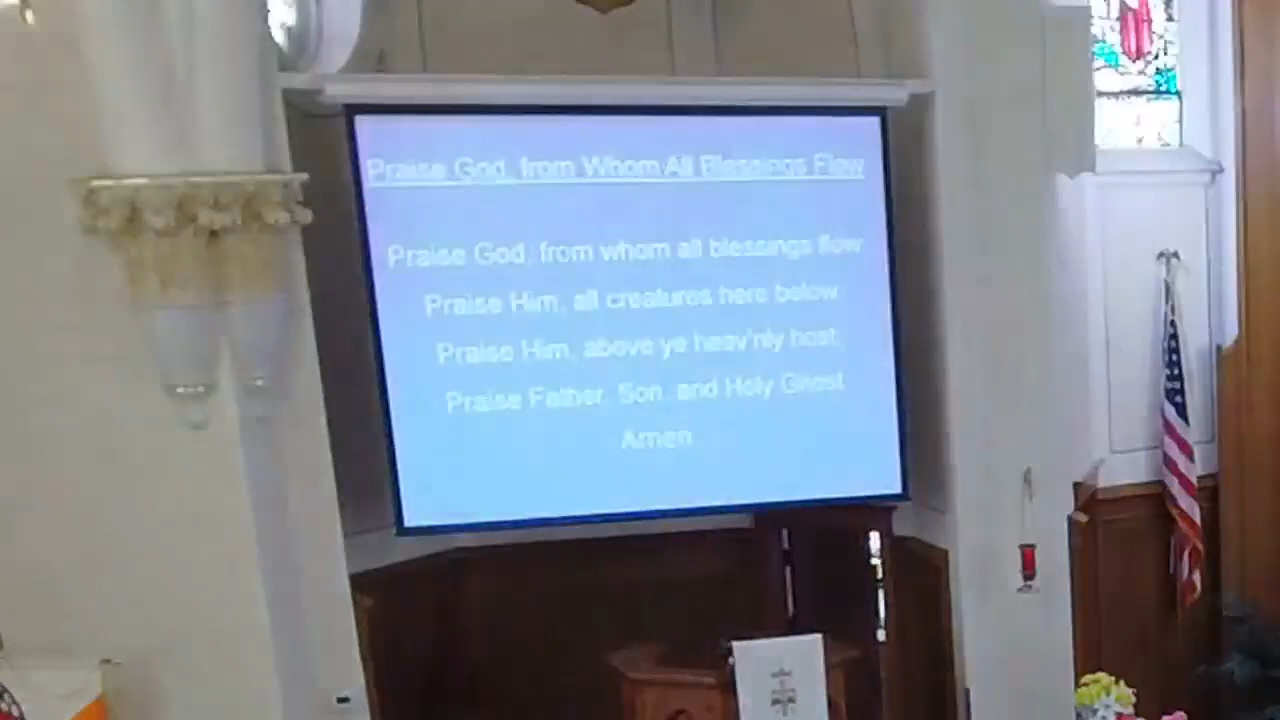 Praise God, from Whom All Blessings Flow
Praise God, from whom all blessings flow
Praise Him, all creatures here below
Praise Him, above ye heav'nly host,
Praise Father, Son, and Holy Ghost
Amen